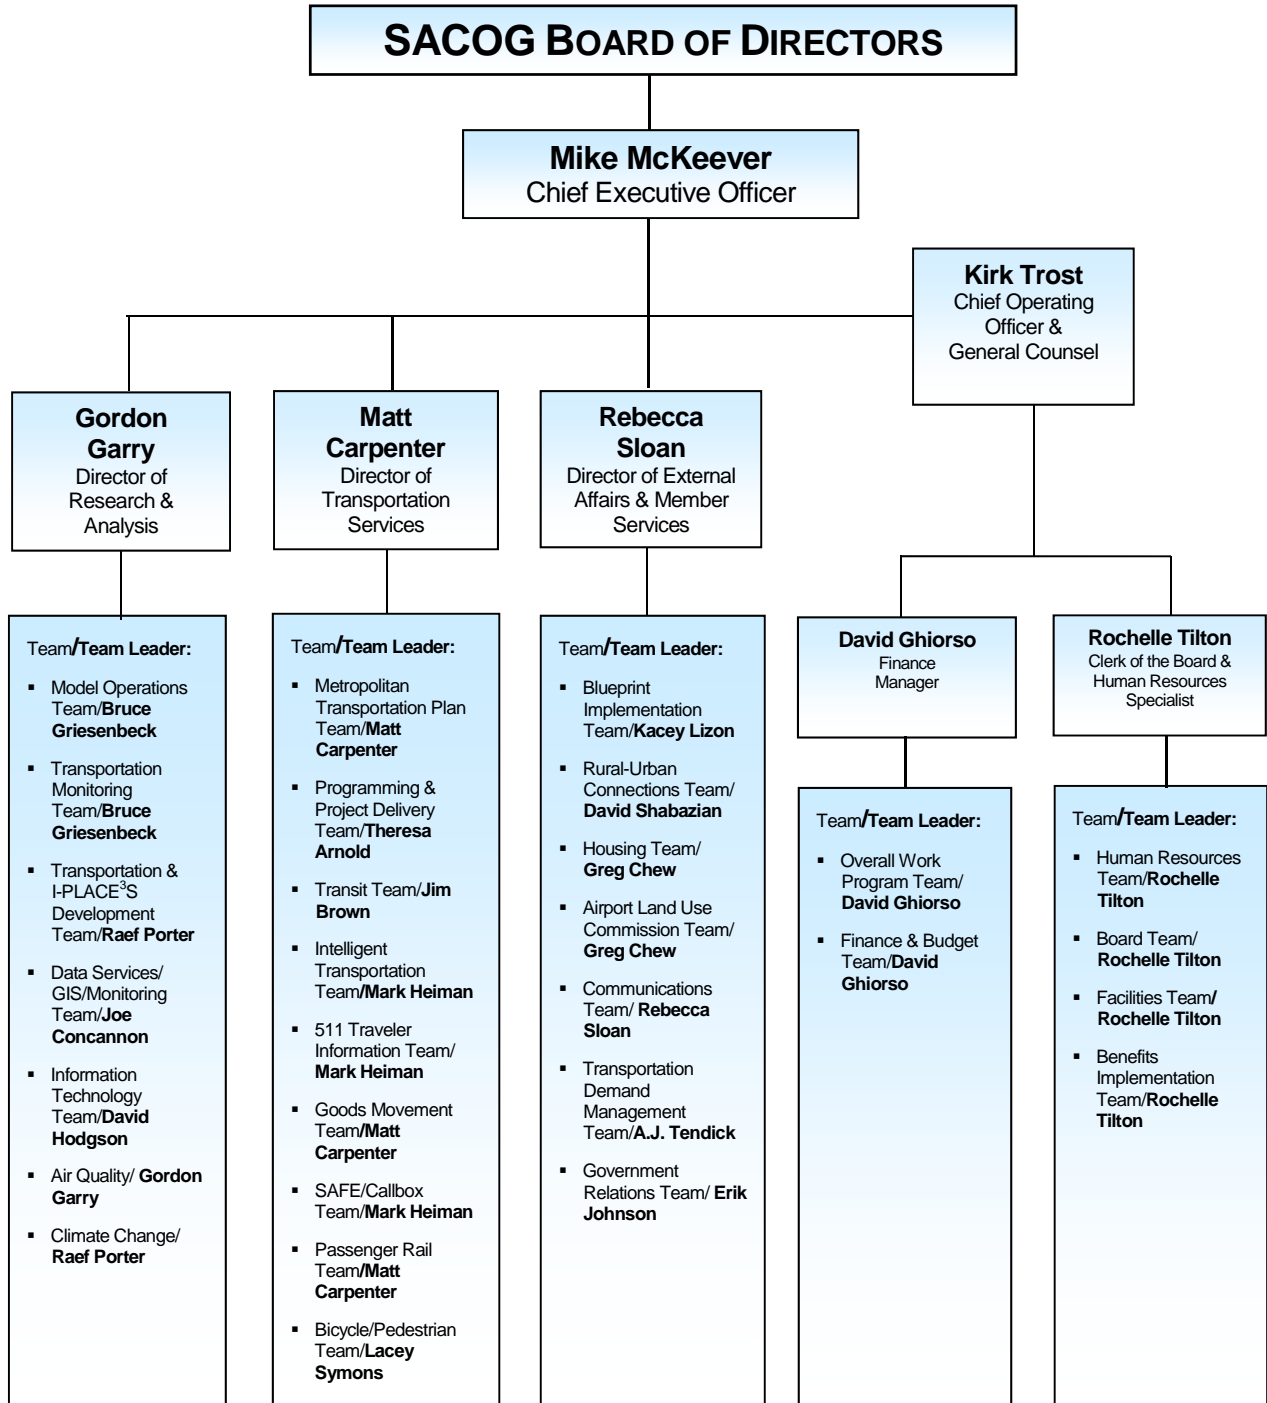 SACOG BOARD OF DIRECTORS
Mike McKeever
Chief Executive Officer
Kirk Trost
Chief Operating
Officer &
General Counsel
Gordon
Garry
Director of
Research &
Analysis
Matt
Carpenter
Director of
Transportation
Services
Rebecca
Sloan
Director of External
Affairs & Member
Services
David Ghiorso
Finance
Manager
Rochelle Tilton
Clerk of the Board &
Human Resources
Specialist
Team/Team Leader:
▪ Model Operations
Team/Bruce
Griesenbeck
▪ Transportation
Monitoring
Team/Bruce
Griesenbeck
▪ Transportation &
I-PLACE³S
Development
Team/Raef Porter
▪ Data Services/
GIS/Monitoring
Team/Joe
Concannon
▪ Information
Technology
Team/David
Hodgson
▪ Air Quality/ Gordon
Garry
▪ Climate Change/
Raef Porter
Team/Team Leader:
▪ Metropolitan
Transportation Plan
Team/Matt
Carpenter
▪ Programming &
Project Delivery
Team/Theresa
Arnold
▪ Transit Team/Jim
Brown
▪ Intelligent
Transportation
Team/Mark Heiman
▪ 511 Traveler
Information Team/
Mark Heiman
▪ Goods Movement
Team/Matt
Carpenter
▪ SAFE/Callbox
Team/Mark Heiman
▪ Passenger Rail
Team/Matt
Carpenter
▪ Bicycle/Pedestrian
Team/Lacey
Symons
Team/Team Leader:
▪ Blueprint
Implementation
Team/Kacey Lizon
▪ Rural-Urban
Connections Team/
David Shabazian
▪ Housing Team/
Greg Chew
▪ Airport Land Use
Commission Team/
Greg Chew
▪ Communications
Team/ Rebecca
Sloan
▪ Transportation
Demand
Management
Team/A.J. Tendick
▪ Government
Relations Team/ Erik
Johnson
Team/Team Leader:
▪ Overall Work
Program Team/
David Ghiorso
▪ Finance & Budget
Team/David
Ghiorso
Team/Team Leader:
▪ Human Resources
Team/Rochelle
Tilton
▪ Board Team/
Rochelle Tilton
▪ Facilities Team/
Rochelle Tilton
▪ Benefits
Implementation
Team/Rochelle
Tilton